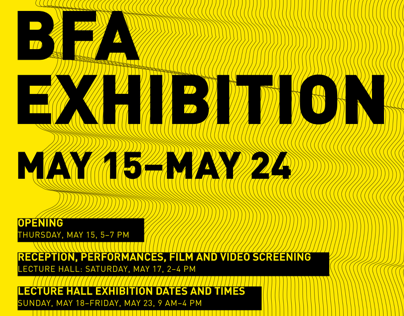 BFA
EXHIBITION
MAY 15–MAY 24
OPENING
THURSDAY, MAY 15, 5–7 PM
RECEPTION, PERFORMANCES, FILM AND VIDEO SCREENING
LECTURE HALL: SATURDAY, MAY 17, 2–4 PM
LECTURE HALL EXHIBITION DATES AND TIMES
SUNDAY, MAY 18–FRIDAY, MAY 23, 9 AM–4 PM